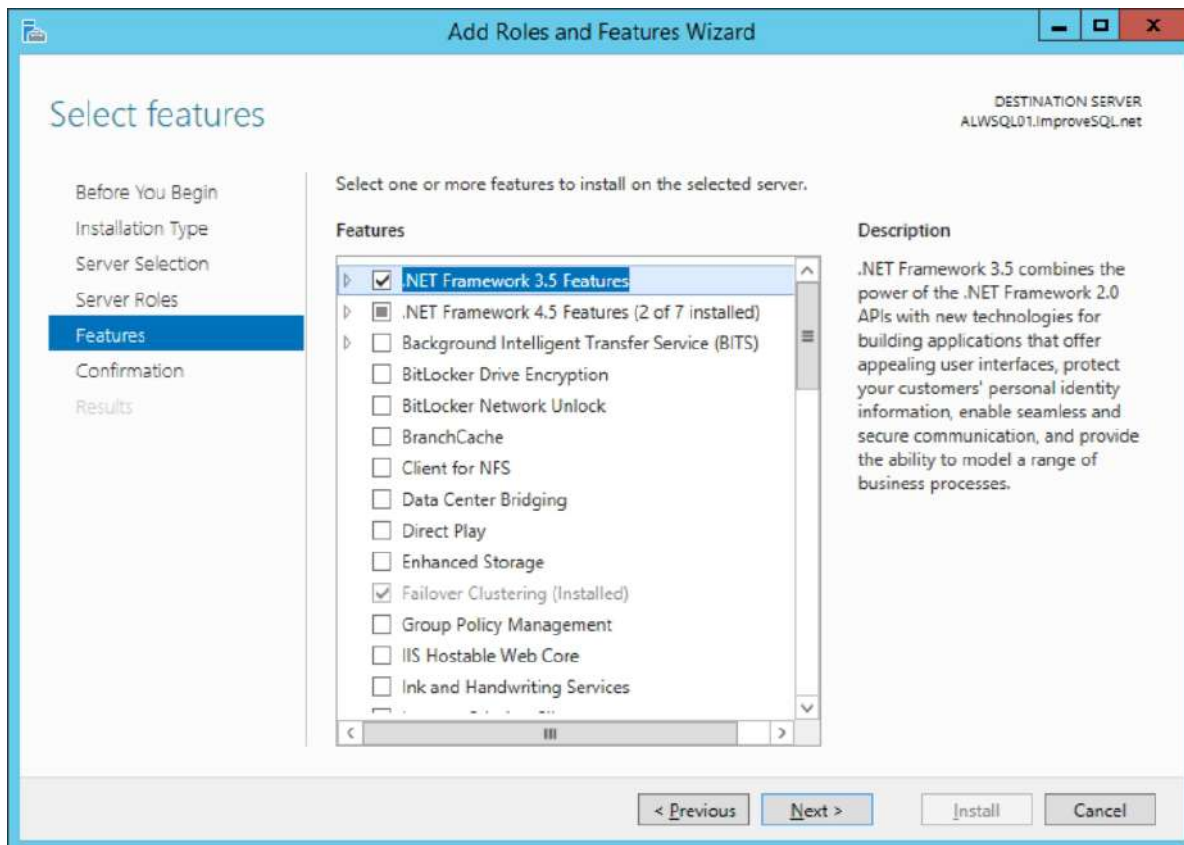 Add Roles and Features Wizard
Select features
DESTINATION SERVER
ALWSQL01.ImproveSQL.net
Before You Begin
Installation Type
Server Selection
Server Roles
Features
Confirmation
Results
Select one or more features to install on the selected server.
Features
.NET Framework 3.5 Features
.NET Framework 4.5 Features (2 of 7 installed)
Background Intelligent Transfer Service (BITS)
BitLocker Drive Encryption
BitLocker Network Unlock
BranchCache
Client for NFS
Data Center Bridging
Direct Play
Enhanced Storage
Failover Clustering (Installed)
Group Policy Management
IIS Hostable Web Core
Ink and Handwriting Services
Description
.NET Framework 3.5 combines the
power of the .NET Framework 2.0
APIs with new technologies for
building applications that offer
appealing user interfaces, protect
your customers' personal identity
information, enable seamless and
secure communication, and provide
the ability to model a range of
business processes.
< Previous
Next >
Install
Cancel